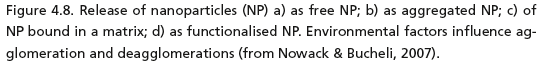 Figure 4.8. Release of nanoparticles (NP) a) as free NP; b) as aggregated NP; c) of
NP bound in a matrix; d) as functionalised NP. Environmental factors influence ag-
glomeration and deagglomerations (from Nowack & Bucheli, 2007).